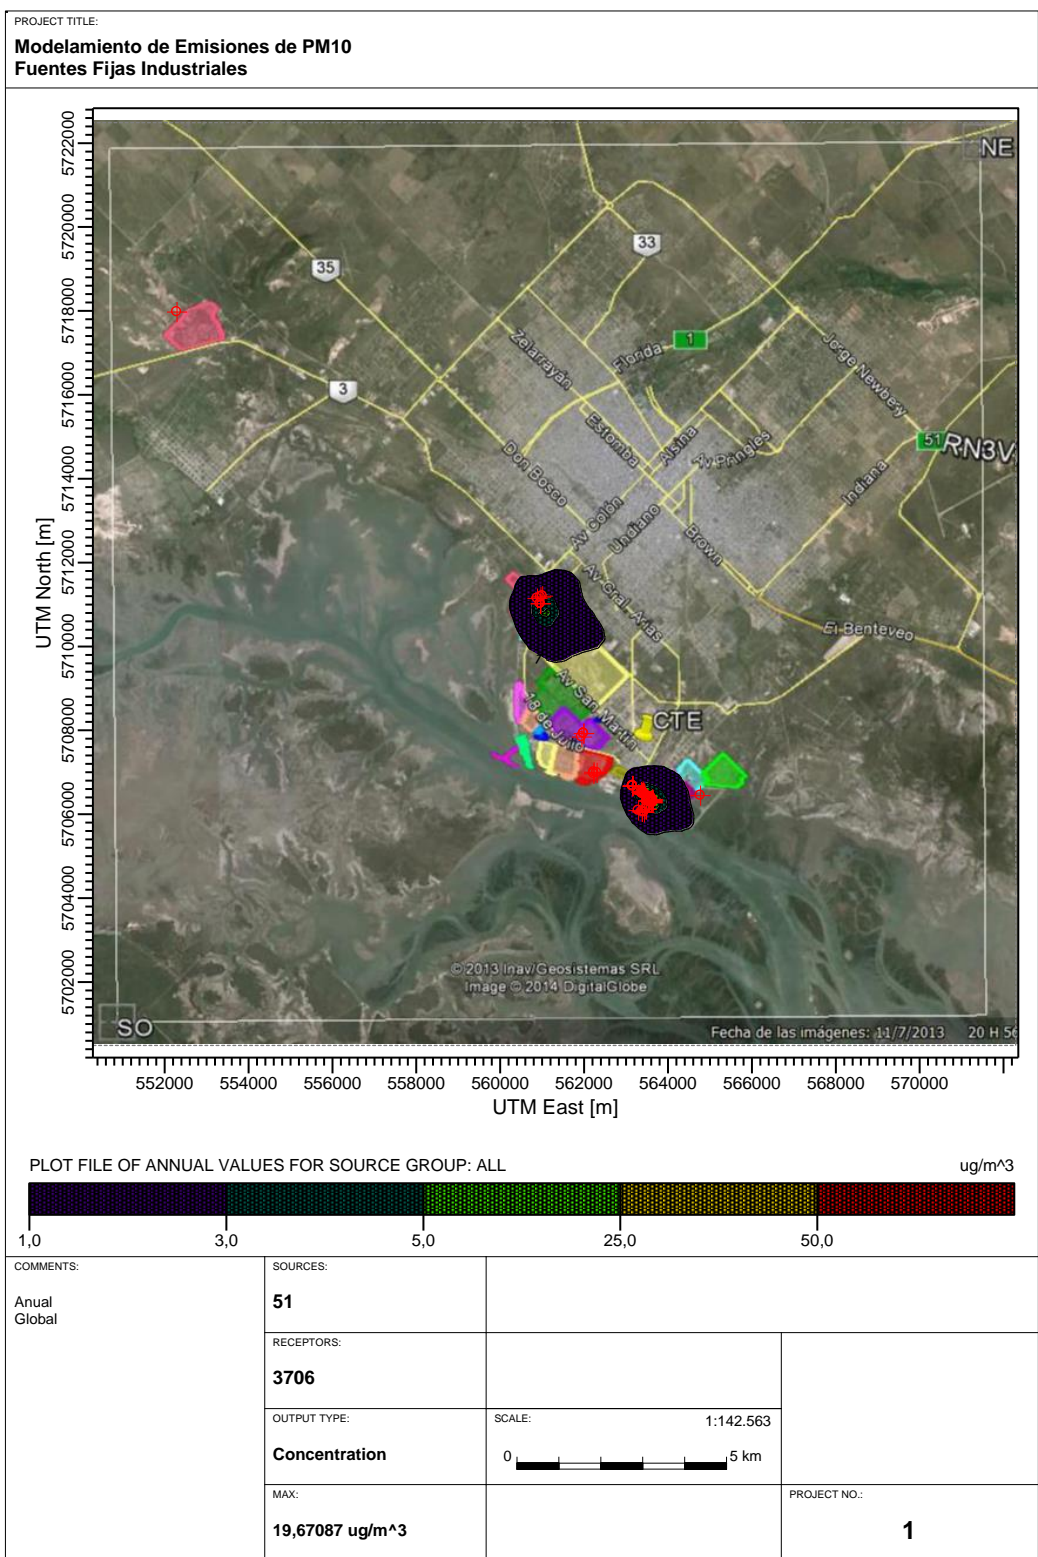 PROJECT TITLE:
Modelamiento de Emisiones de PM10
Fuentes Fijas Industriales
5722000
5720000
5718000
5716000
5714000
5712000
5710000
5708000
5706000
5704000
5702000
UTM North [m]
NE
33
35
1
Florida
Zelarrayán
Jorge Newbery
3
Estomba
Alsina
Av Pringles
51
RN3V
Don Bosco
Indiana
Av Colón
Undiano
Brown
Av. Gral. Arias
El Benteveo
Av San Martin
18 de Julio
CTE
© 2013 Inav/Geosistemas SRL
Image © 2014 DigitalGlobe
SO
Fecha de las imágenes: 11/7/2013 20 H 56
552000 554000 556000 558000 560000 562000 564000 566000 568000 570000
UTM East [m]
PLOT FILE OF ANNUAL VALUES FOR SOURCE GROUP: ALL ug/m^3
1,0 3,0 5,0 25,0 50,0
COMMENTS:
Anual
Global
SOURCES:
51
RECEPTORS:
3706
OUTPUT TYPE:
Concentration
SCALE: 1:142.563
0 5 km
MAX:
19,67087 ug/m^3
PROJECT NO.:
1